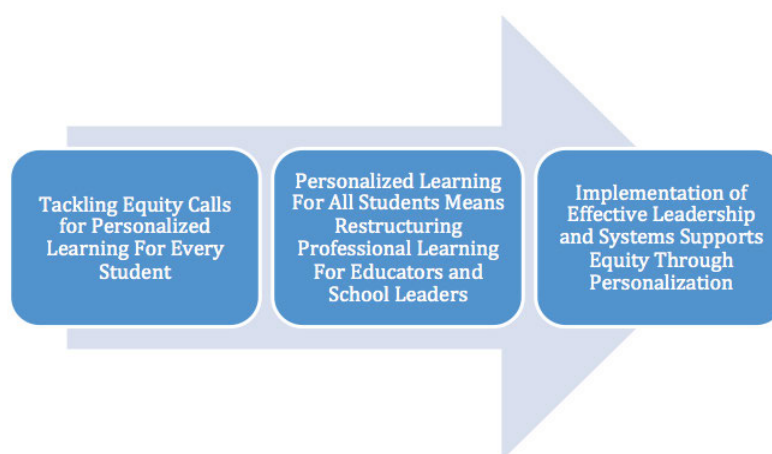 Tackling Equity Calls
for Personalized
Learning For Every
Student
Personalized Learning
For All Students Means
Restructuring
Professional Learning
For Educators and
School Leaders
Implementation of
Effective Leadership
and Systems Supports
Equity Through
Personalization